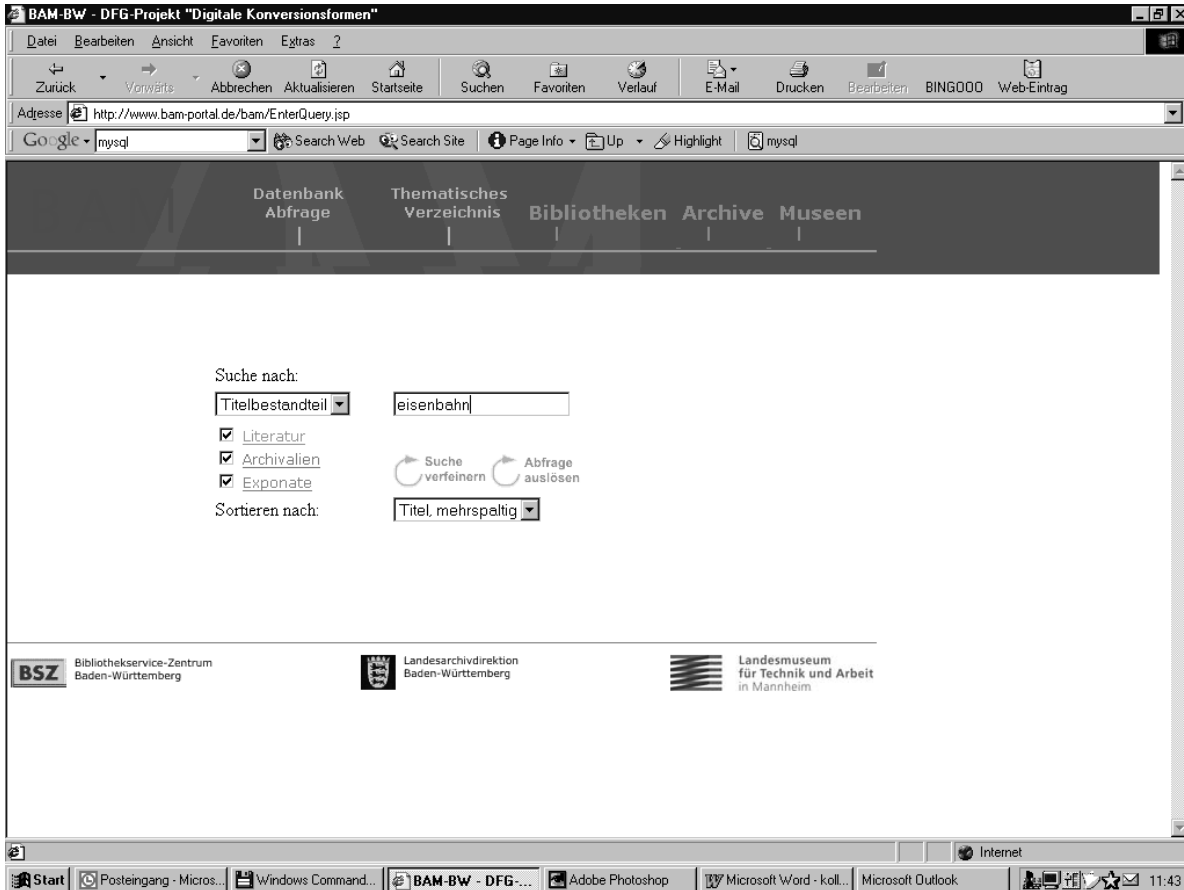 BAM-BW - DFG-Projekt "Digitale Konversionsformen"
Datei Bearbeiten Ansicht Favoriten Extras ?
Zurück Vorwärts Abbrechen Aktualisieren Startseite Suchen Favoriten Verlauf E-Mail Drucken Bearbeiten BINGOOO Web-Eintrag
Adresse http://www.bam-portal.de/bam/EnterQuery.jsp
Google mysql Search Web Search Site Page Info Up Highlight mysql
BAM
Datenbank Abfrage
Thematisches Verzeichnis
Bibliotheken Archive Museen
Suche nach:
Titelbestandteil eisenbahn
Literatur
Archivalien
Exponate
Suche verfeinern
Abfrage auslösen
Sortieren nach: Titel, mehrspaltig
BSZ
Bibliothekservice-Zentrum
Baden-Württemberg
Landesarchivdirektion
Baden-Württemberg
Landesmuseum
für Technik und Arbeit
in Mannheim
Internet
Start Posteingang - Micros... Windows Command... BAM-BW - DFG-... Adobe Photoshop Microsoft Word - koll... Microsoft Outlook 11:43